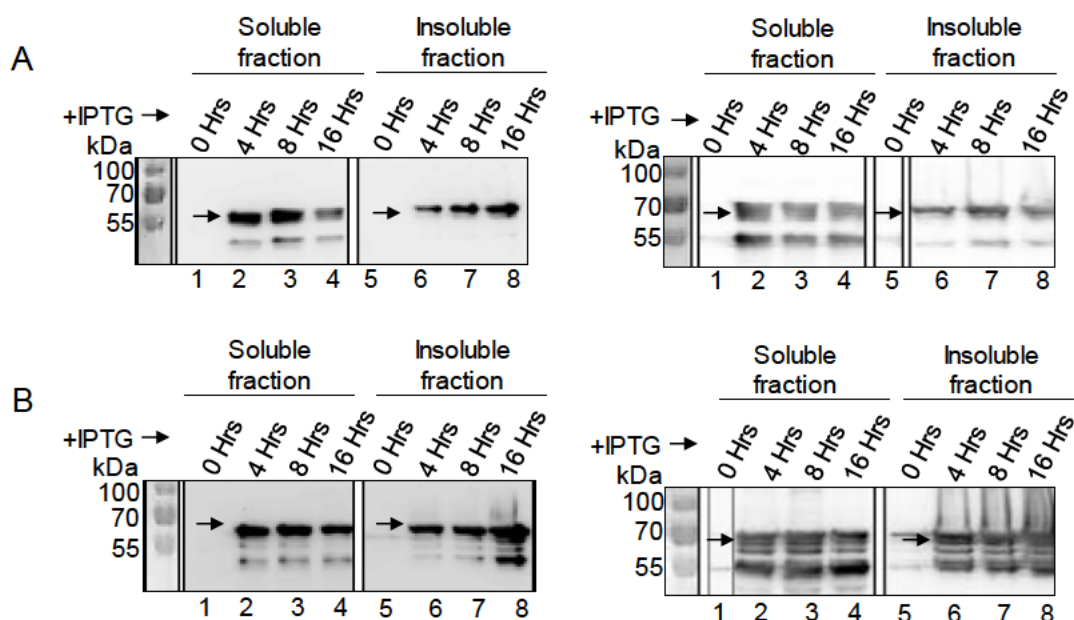 A
Soluble fraction Insoluble fraction
+IPTG → 0 Hrs 4 Hrs 8 Hrs 16 Hrs 0 Hrs 4 Hrs 8 Hrs 16 Hrs
kDa
100
70
55
1 2 3 4 5 6 7 8
Soluble fraction Insoluble fraction
+IPTG → 0 Hrs 4 Hrs 8 Hrs 16 Hrs 0 Hrs 4 Hrs 8 Hrs 16 Hrs
kDa
100
70
55
1 2 3 4 5 6 7 8
B
Soluble fraction Insoluble fraction
+IPTG → 0 Hrs 4 Hrs 8 Hrs 16 Hrs 0 Hrs 4 Hrs 8 Hrs 16 Hrs
kDa
100
70
55
1 2 3 4 5 6 7 8
Soluble fraction Insoluble fraction
+IPTG → 0 Hrs 4 Hrs 8 Hrs 16 Hrs 0 Hrs 4 Hrs 8 Hrs 16 Hrs
kDa
100
70
55
1 2 3 4 5 6 7 8